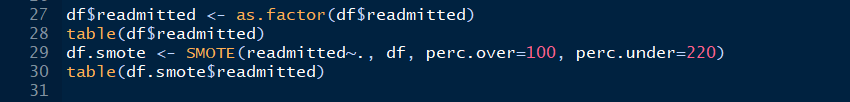 27 df$readmitted <- as.factor(df$readmitted)
28 table(df$readmitted)
29 df.smote <- SMOTE(readmitted~., df, perc.over=100, perc.under=220)
30 table(df.smote$readmitted)
31